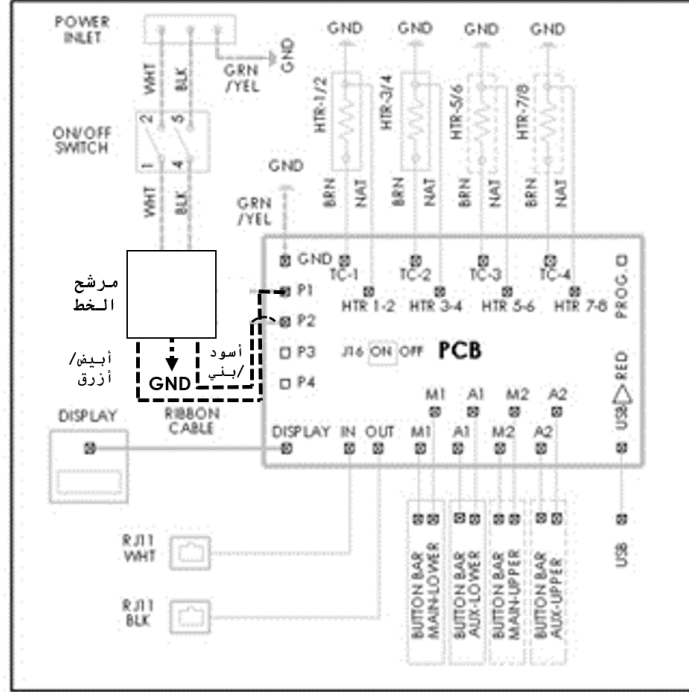 POWER
INLET
WHT
BLK
GRN
/YEL
GND
ON/OFF
SWITCH
2
5
1
4
WHT
BLK
GND
GND
GND
GND
HTR-1/2
HTR-3/4
HTR-5/6
HTR-7/8
BRN
NAT
BRN
NAT
BRN
NAT
BRN
NAT
GND
GRN
/YEL
مرشح
الخط
أبيض/
أزرق
GND
أسود
/بني
GND
TC-1
TC-2
TC-3
TC-4
PROG.
P1
HTR 1-2
HTR 3-4
HTR 5-6
HTR 7-8
P2
P3
J16
ON
OFF
PCB
P4
USB
RED
M1
A1
M2
A2
DISPLAY
RIBBON
CABLE
DISPLAY
IN
OUT
M1
A1
M2
A2
RJ11
WHT
RJ11
BLK
BUTTON BAR
MAIN-LOWER
BUTTON BAR
AUX-LOWER
BUTTON BAR
MAIN-UPPER
BUTTON BAR
AUX-UPPER
USB